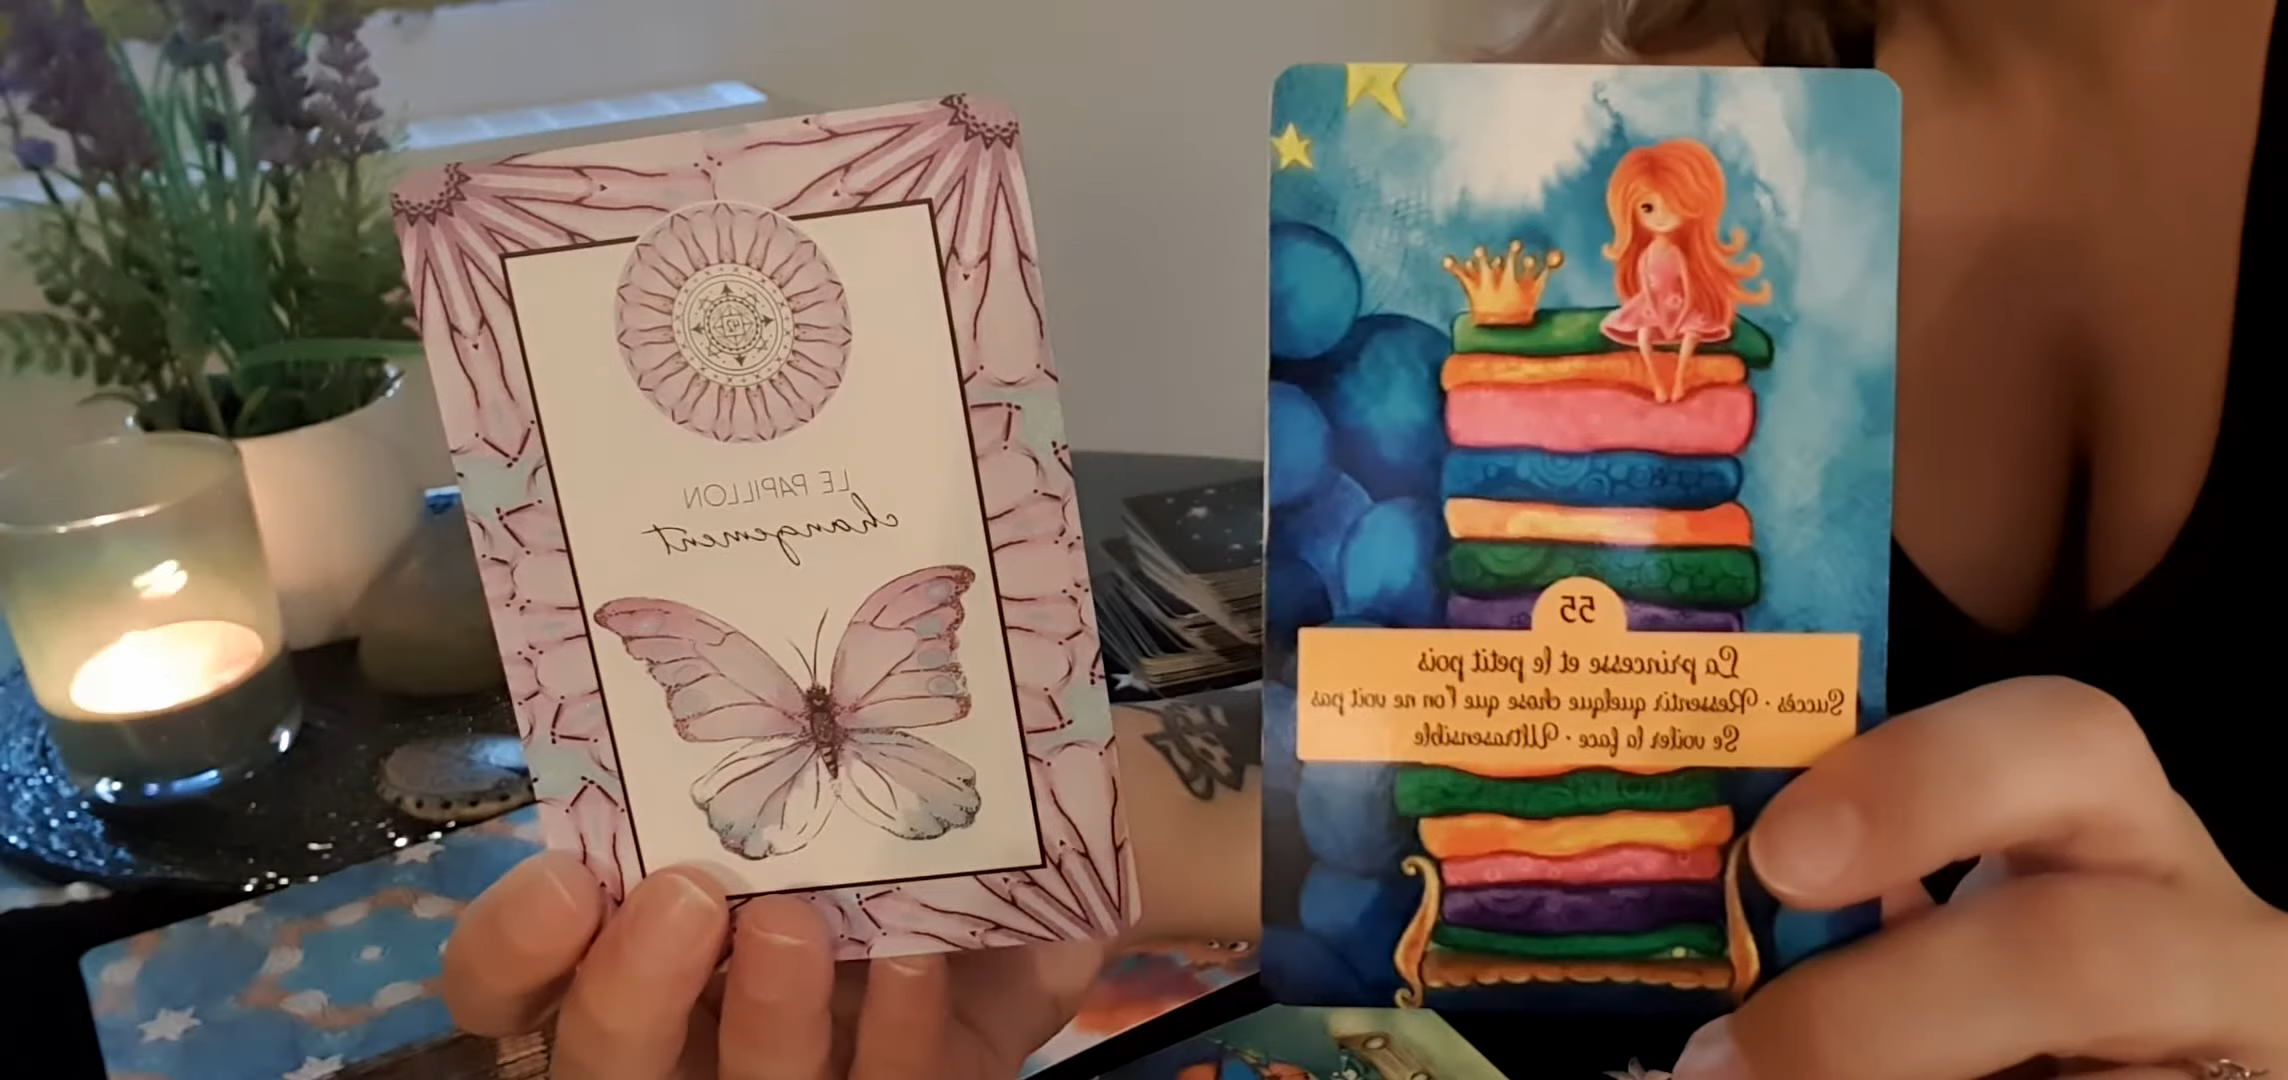 LE PAPILLON
changement
55
La princesse et le petit pois
Succès · Ressentir quelque chose que l'on ne voit pas
Se voiler la face · Ultrasensible